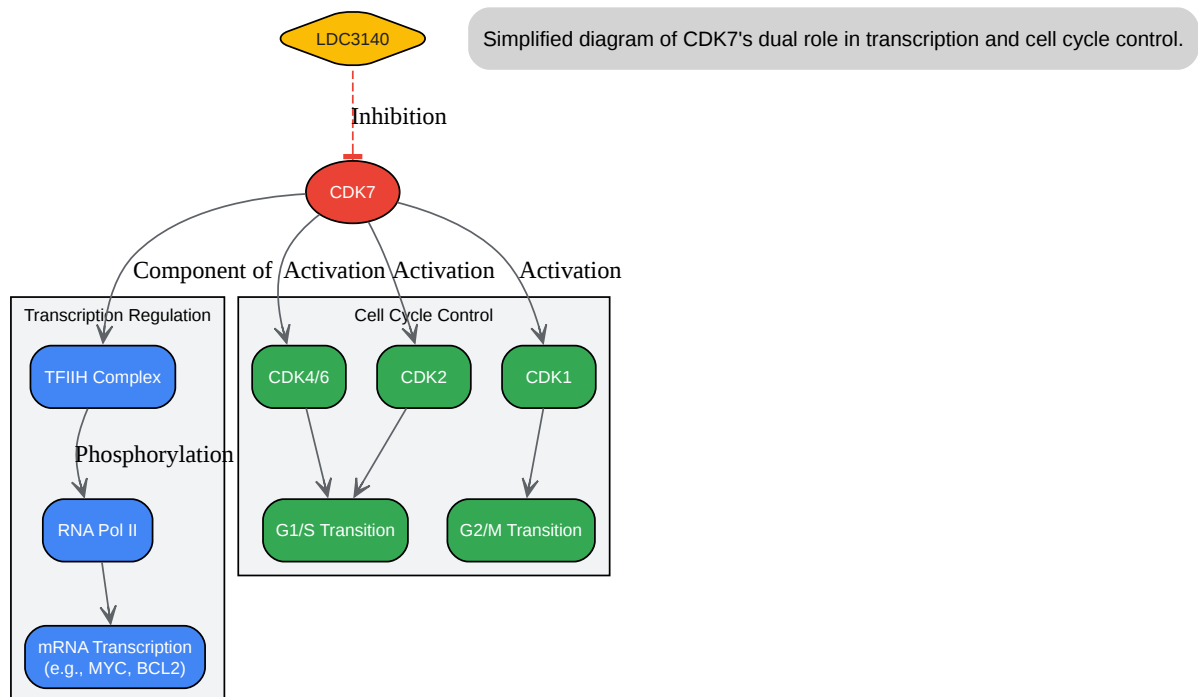 LDC3140
Simplified diagram of CDK7's dual role in transcription and cell cycle control.
Inhibition
CDK7
Component of
Activation
Activation
Activation
Transcription Regulation
Cell Cycle Control
TFIIH Complex
CDK4/6
CDK2
CDK1
Phosphorylation
RNA Pol II
G1/S Transition
G2/M Transition
mRNA Transcription
(e.g., MYC, BCL2)